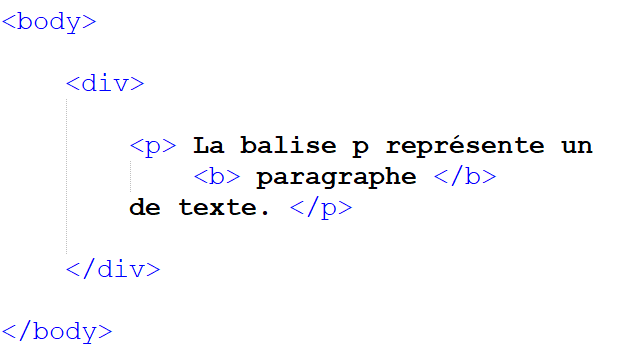 <body>
<div>
<p> La balise p représente un
<b> paragraphe </b>
de texte. </p>
</div>
</body>